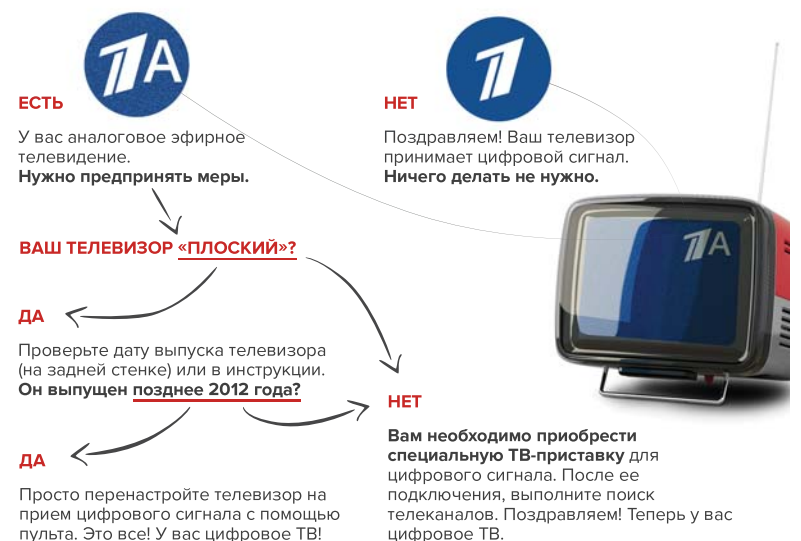 1А
1
ЕСТЬ
У вас аналоговое эфирное
телевидение.
Нужно предпринять меры.
НЕТ
Поздравляем! Ваш телевизор
принимает цифровой сигнал.
Ничего делать не нужно.
1А
ВАШ ТЕЛЕВИЗОР «ПЛОСКИЙ»?
ДА
Проверьте дату выпуска телевизора
(на задней стенке) или в инструкции.
Он выпущен позднее 2012 года?
ДА
Просто перенастройте телевизор на
прием цифрового сигнала с помощью
пульта. Это все! У вас цифровое ТВ!
НЕТ
Вам необходимо приобрести
специальную ТВ-приставку для
цифрового сигнала. После ее
подключения, выполните поиск
телеканалов. Поздравляем! Теперь у вас
цифровое ТВ.